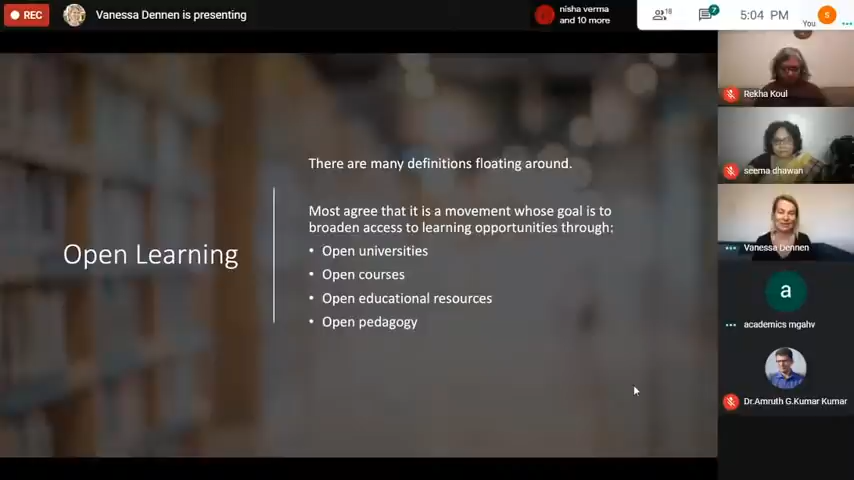 REC
Vanessa Dennen is presenting
nisha verma
and 10 more
18
7
5:04 PM
You
S
Rekha Koul
seema dhawan
Vanessa Dennen
a
academics mgahv
Dr.Amruth G.Kumar Kumar
Open Learning
There are many definitions floating around.
Most agree that it is a movement whose goal is to
broaden access to learning opportunities through:
• Open universities
• Open courses
• Open educational resources
• Open pedagogy